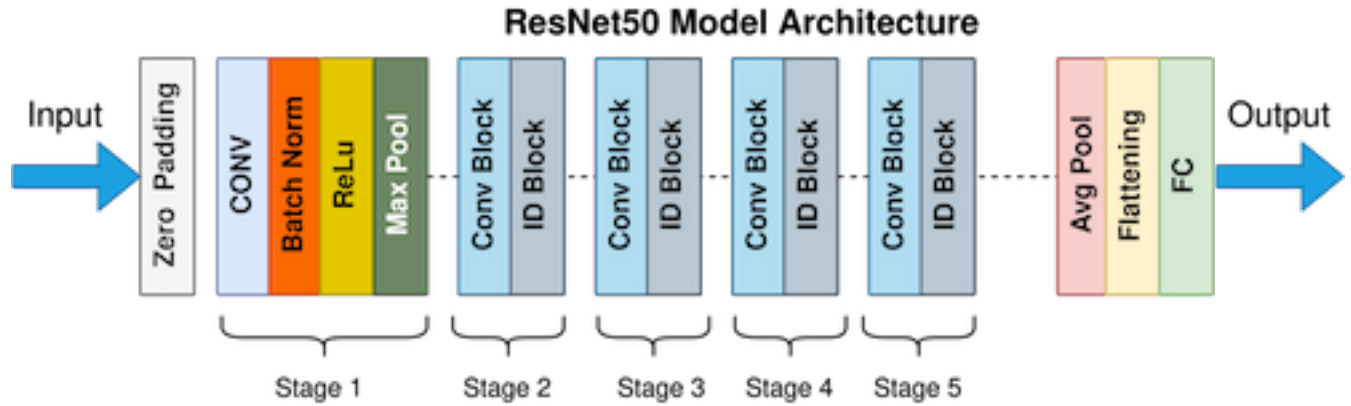 ResNet50 Model Architecture
Input
Zero Padding
CONV
Batch Norm
ReLu
Max Pool
Conv Block
ID Block
Conv Block
ID Block
Conv Block
ID Block
Conv Block
ID Block
Avg Pool
Flattening
FC
Output
Stage 1
Stage 2
Stage 3
Stage 4
Stage 5